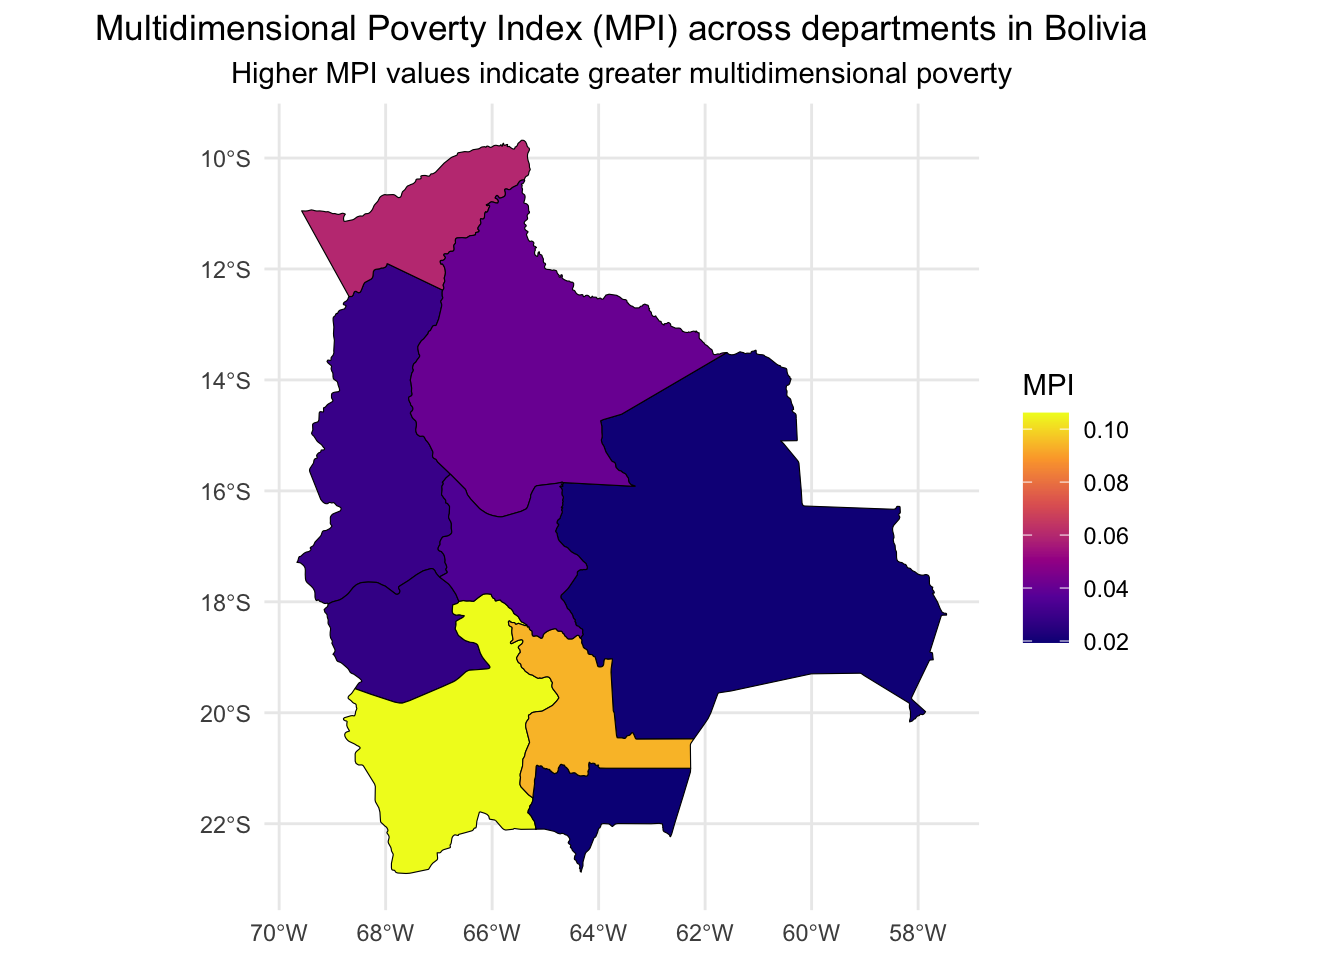 Multidimensional Poverty Index (MPI) across departments in Bolivia
Higher MPI values indicate greater multidimensional poverty
10°S
12°S
14°S
16°S
18°S
20°S
22°S
70°W 68°W 66°W 64°W 62°W 60°W 58°W
MPI
0.10
0.08
0.06
0.04
0.02